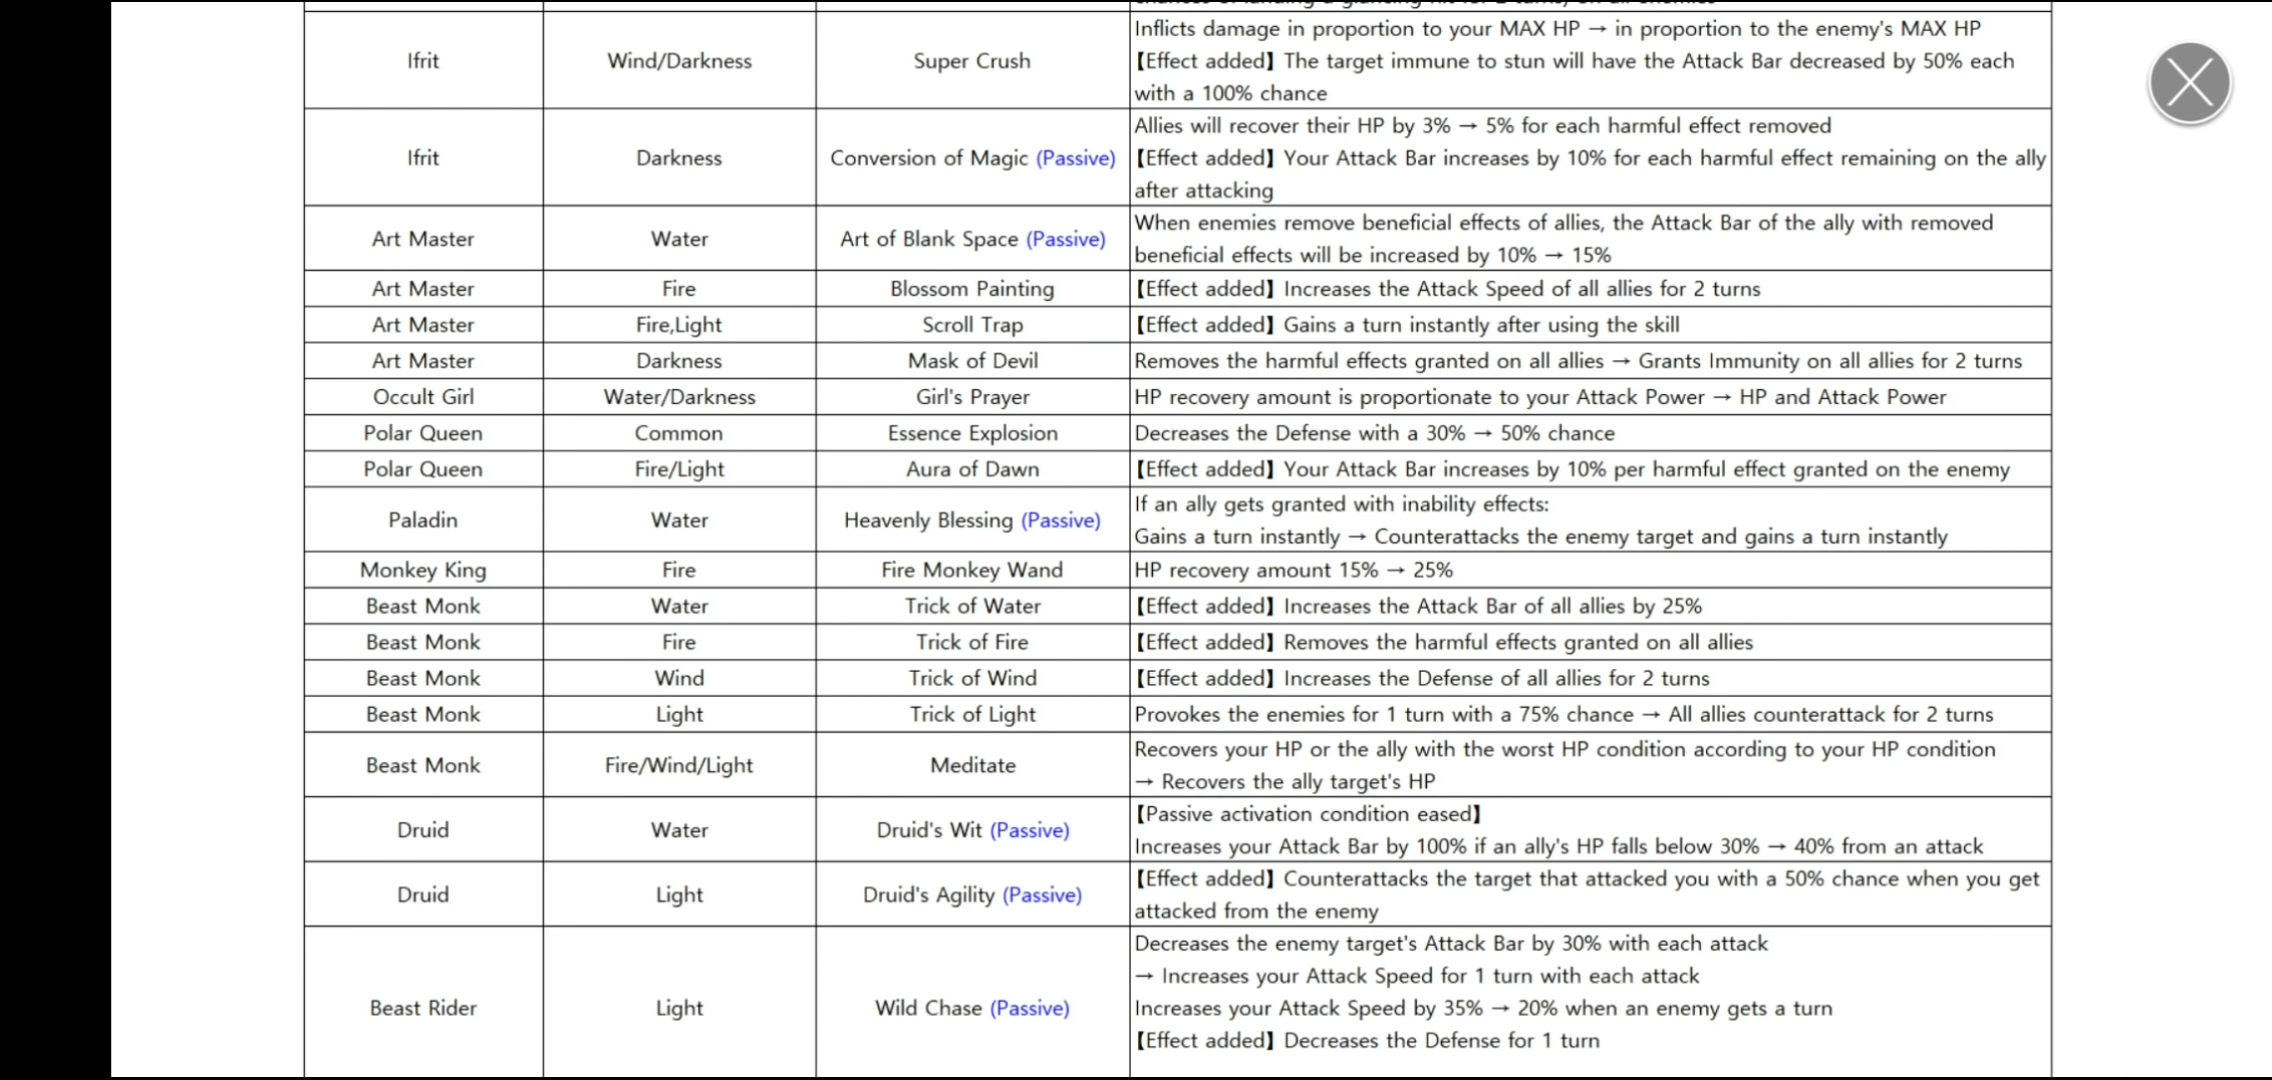 Ifrit
Wind/Darkness
Super Crush
Inflicts damage in proportion to your MAX HP → in proportion to the enemy's MAX HP
【Effect added】 The target immune to stun will have the Attack Bar decreased by 50% each
with a 100% chance
Ifrit
Darkness
Conversion of Magic (Passive)
Allies will recover their HP by 3% → 5% for each harmful effect removed
【Effect added】 Your Attack Bar increases by 10% for each harmful effect remaining on the ally
after attacking
Art Master
Water
Art of Blank Space (Passive)
When enemies remove beneficial effects of allies, the Attack Bar of the ally with removed
beneficial effects will be increased by 10% → 15%
Art Master
Fire
Blossom Painting
【Effect added】 Increases the Attack Speed of all allies for 2 turns
Art Master
Fire,Light
Scroll Trap
【Effect added】 Gains a turn instantly after using the skill
Art Master
Darkness
Mask of Devil
Removes the harmful effects granted on all allies → Grants Immunity on all allies for 2 turns
Occult Girl
Water/Darkness
Girl's Prayer
HP recovery amount is proportionate to your Attack Power → HP and Attack Power
Polar Queen
Common
Essence Explosion
Decreases the Defense with a 30% → 50% chance
Polar Queen
Fire/Light
Aura of Dawn
【Effect added】 Your Attack Bar increases by 10% per harmful effect granted on the enemy
Paladin
Water
Heavenly Blessing (Passive)
If an ally gets granted with inability effects:
Gains a turn instantly → Counterattacks the enemy target and gains a turn instantly
Monkey King
Fire
Fire Monkey Wand
HP recovery amount 15% → 25%
Beast Monk
Water
Trick of Water
【Effect added】 Increases the Attack Bar of all allies by 25%
Beast Monk
Fire
Trick of Fire
【Effect added】 Removes the harmful effects granted on all allies
Beast Monk
Wind
Trick of Wind
【Effect added】 Increases the Defense of all allies for 2 turns
Beast Monk
Light
Trick of Light
Provokes the enemies for 1 turn with a 75% chance → All allies counterattack for 2 turns
Beast Monk
Fire/Wind/Light
Meditate
Recovers your HP or the ally with the worst HP condition according to your HP condition
→ Recovers the ally target's HP
Druid
Water
Druid's Wit (Passive)
【Passive activation condition eased】
Increases your Attack Bar by 100% if an ally's HP falls below 30% → 40% from an attack
Druid
Light
Druid's Agility (Passive)
【Effect added】 Counterattacks the target that attacked you with a 50% chance when you get
attacked from the enemy
Beast Rider
Light
Wild Chase (Passive)
Decreases the enemy target's Attack Bar by 30% with each attack
→ Increases your Attack Speed for 1 turn with each attack
Increases your Attack Speed by 35% → 20% when an enemy gets a turn
【Effect added】 Decreases the Defense for 1 turn